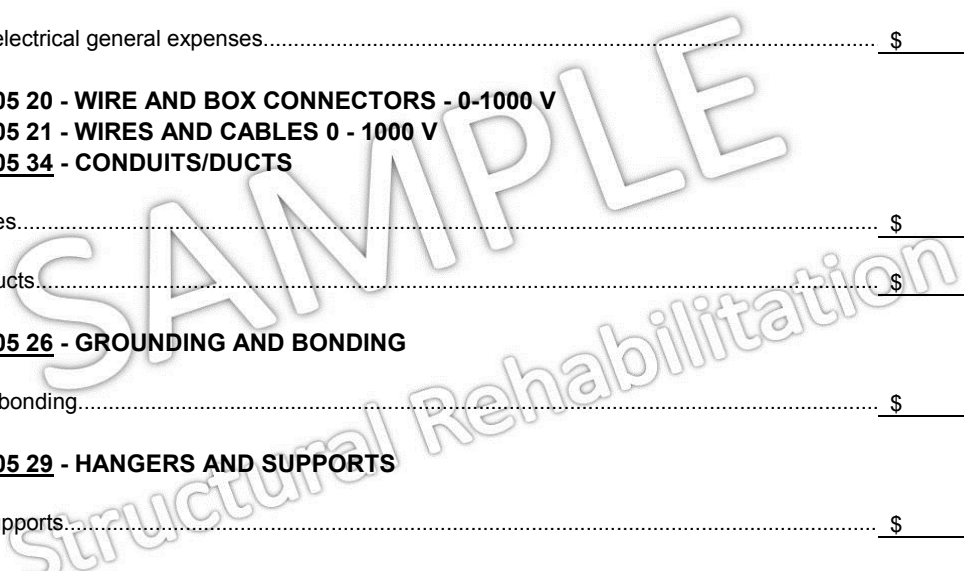 electrical general expenses.......... $
05 20 - WIRE AND BOX CONNECTORS - 0-1000 V
05 21 - WIRES AND CABLES 0 - 1000 V
05 34 - CONDUITS/DUCTS
es.......... $
ucts.......... $
05 26 - GROUNDING AND BONDING
bonding.......... $
05 29 - HANGERS AND SUPPORTS
pports.......... $
SAMPLE
Structural Rehabilitation